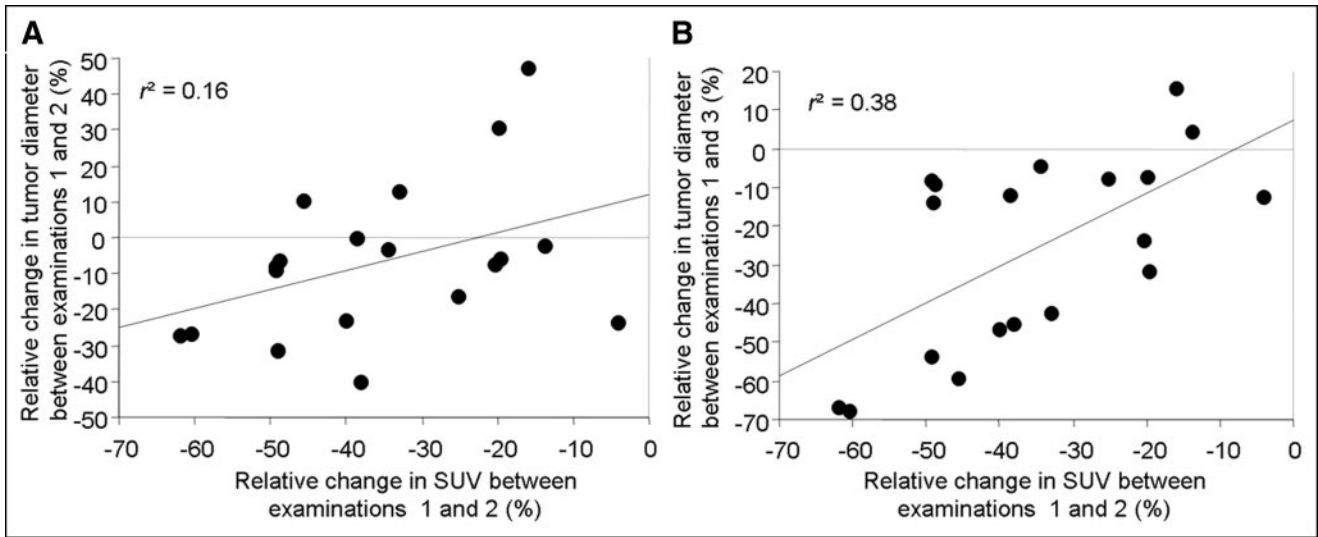 A
Relative change in tumor diameter
between examinations 1 and 2 (%)
r² = 0.16
50
40
30
20
10
0
-10
-20
-30
-40
-50
-70 -60 -50 -40 -30 -20 -10 0
Relative change in SUV between
examinations 1 and 2 (%)
B
Relative change in tumor diameter
between examinations 1 and 3 (%)
r² = 0.38
20
10
0
-10
-20
-30
-40
-50
-60
-70
-70 -60 -50 -40 -30 -20 -10 0
Relative change in SUV between
examinations 1 and 2 (%)